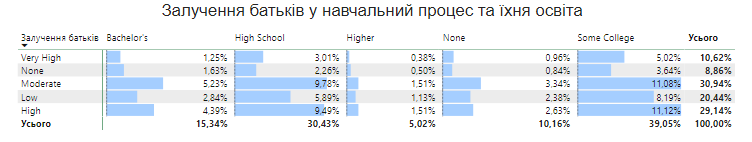 Залучення батьків у навчальний процес та їхня освіта
Залучення батьків Bachelor's High School Higher None Some College Усього
Very High 1,25% 3,01% 0,38% 0,96% 5,02% 10,62%
None 1,63% 2,26% 0,50% 0,84% 3,64% 8,86%
Moderate 5,23% 9,78% 1,51% 3,34% 11,08% 30,94%
Low 2,84% 5,89% 1,13% 2,38% 8,19% 20,44%
High 4,39% 9,49% 1,51% 2,63% 11,12% 29,14%
Усього 15,34% 30,43% 5,02% 10,16% 39,05% 100,00%